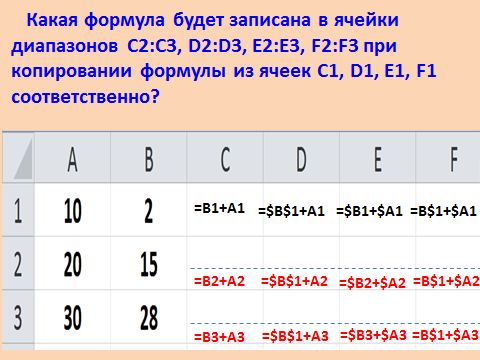 Какая формула будет записана в ячейки
диапазонов C2:C3, D2:D3, E2:E3, F2:F3 при
копировании формулы из ячеек C1, D1, E1, F1
соответственно?
A B C D E F
1 10 2 =B1+A1 =$B$1+A1 =$B1+$A1 =B$1+$A1
2 20 15 =B2+A2 =$B$1+A2 =$B2+$A2 =B$1+$A2
3 30 28 =B3+A3 =$B$1+A3 =$B3+$A3 =B$1+$A3